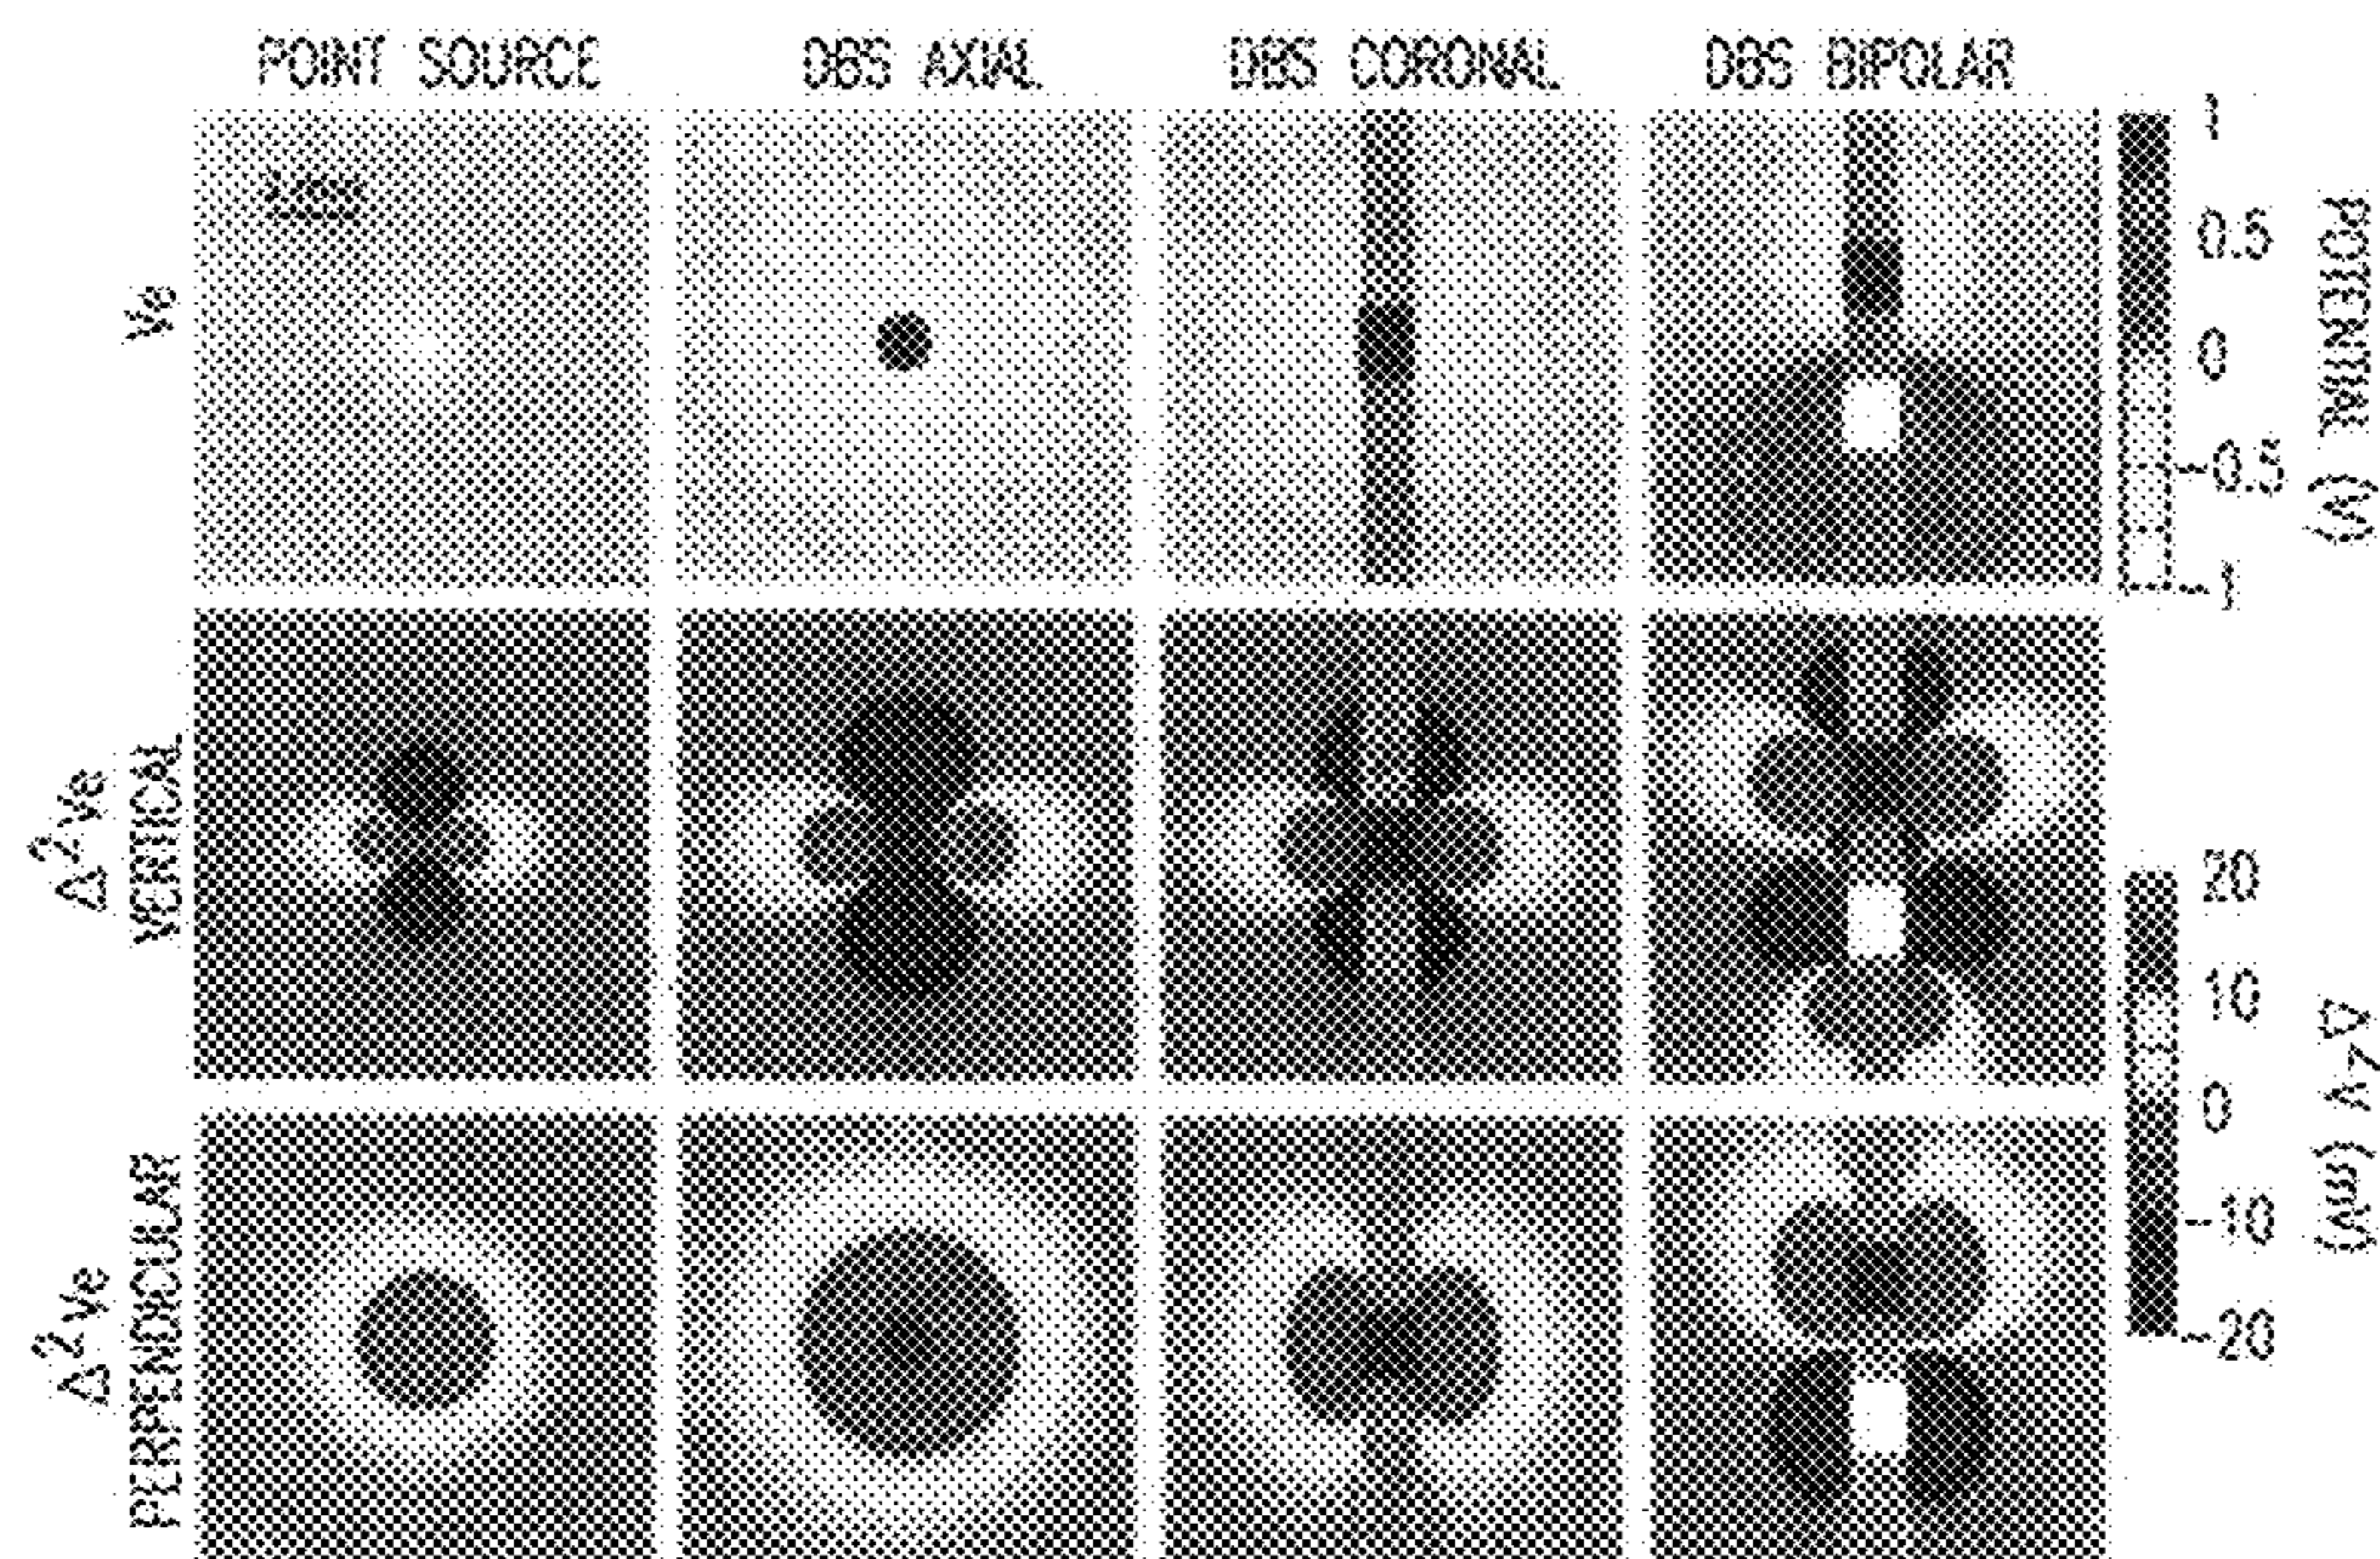 POINT SOURCE
DBS AXIAL
DBS CORONAL
DBS BIPOLAR
Ve
1
0.5
0
-0.5
-1
POTENTIAL (V)
Δ²Ve
VERTICAL
Δ²Ve
PERPENDICULAR
20
10
0
-10
-20
(mV)